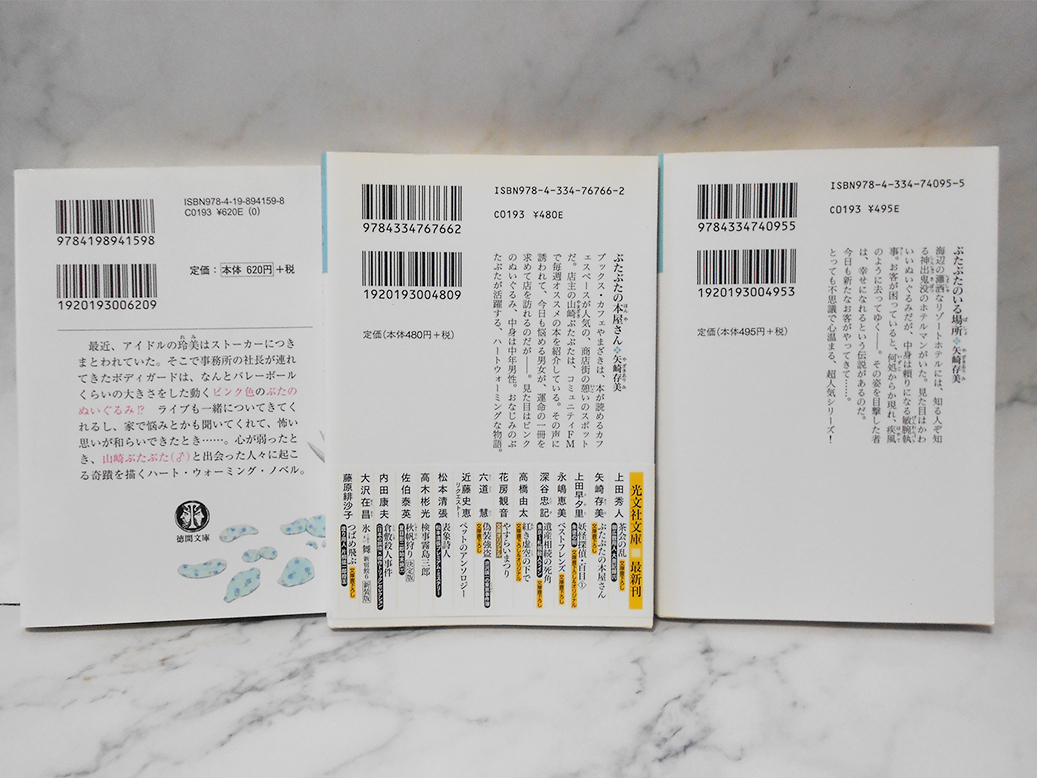 ISBN978-4-19-894159-8
C0193 ¥620E (0)
9784198941598
定価：本体 620円+税
1920193006209
最近、アイドルの玲美はストーカーにつき
まとわれていた。そこで事務所の社長が連れ
てきたボディガードは、なんとバレーボール
くらいの大きさをした動くピンク色のぶたの
ぬいぐるみ!? ライブも一緒についてきてく
れるし、家で悩みとかも聞いてくれて、怖い
思いが和らいできたとき……。心が弱ったと
き、山崎ぶたぶた(♂)と出会った人々に起こ
る奇蹟を描くハート・ウォーミング・ノベル。
徳間文庫
ISBN978-4-334-76766-2
C0193 ¥480E
9784334767662
1920193004809
定価(本体480円+税)
ぶたぶたの本屋さん 矢崎存美
ブックス・カフェやまざきは、本が読めるカフ
ェスペースが人気の、商店街の憩いのスポット
だ。店主の山崎ぶたぶたは、コミュニティFM
で毎週オススメの本を紹介している。その声に
誘われて、今日も悩める男女が、運命の一冊を
求めて店を訪れるのだが——。見た目はピンク
のぬいぐるみ、中身は中年男性。おなじみのぶ
たぶたが活躍する、ハートウォーミングな物語。
光文社文庫 最新刊
上田秀人 茶会の乱
矢崎存美 ぶたぶたの本屋さん
上田早夕里 妖怪探偵・百目①
永嶋恵美 ベストフレンズ
深谷忠記 遺産相続の死角
高橋由太 紅き虚空の下で
花房観音 やすらいまつり
六道 慧 偽装強盗
近藤史恵 リクエスト! ペットのアンソロジー
松本清張 表象詩人
高木彬光 検事霧島三郎
佐伯泰英 秋帆狩り 決定版
内田康夫 倉敷殺人事件
大沢在昌 氷舞 新宿鮫6 新装版
藤原緋沙子 つばめ飛ぶ
ISBN978-4-334-74095-5
C0193 ¥495E
9784334740955
1920193004953
定価(本体495円+税)
ぶたぶたのいる場所 矢崎存美
海辺の瀟洒なリゾートホテルには、知る人ぞ知
る神出鬼没のホテルマンがいた。見た目はかわ
いいぬいぐるみだが、中身は頼りになる敏腕執
事。お客が困っていると、何処からか現れ、疾風
のように去ってゆく——。その姿を目撃した者
は、幸せになれるという伝説があるのだ。
今日も新たなお客がやってきて……。
とっても不思議で心温まる、超人気シリーズ!